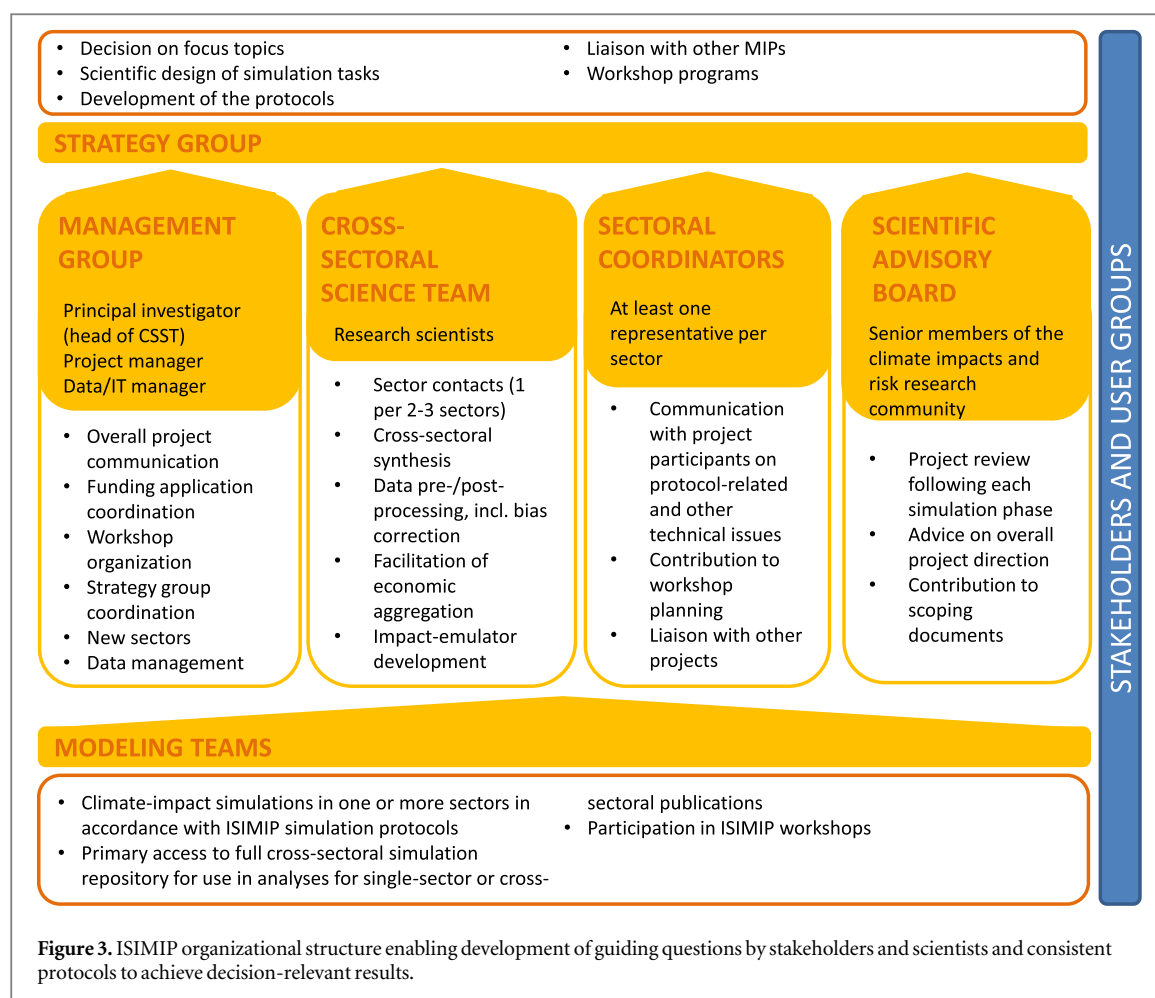 • Decision on focus topics
• Scientific design of simulation tasks
• Development of the protocols
• Liaison with other MIPs
• Workshop programs
STRATEGY GROUP
MANAGEMENT
GROUP
Principal investigator
(head of CSST)
Project manager
Data/IT manager
• Overall project
communication
• Funding application
coordination
• Workshop
organization
• Strategy group
coordination
• New sectors
• Data management
CROSS-
SECTORAL
SCIENCE TEAM
Research scientists
• Sector contacts (1
per 2-3 sectors)
• Cross-sectoral
synthesis
• Data pre-/post-
processing, incl. bias
correction
• Facilitation of
economic
aggregation
• Impact-emulator
development
SECTORAL
COORDINATORS
At least one
representative per
sector
• Communication
with project
participants on
protocol-related
and other
technical issues
• Contribution to
workshop
planning
• Liaison with other
projects
SCIENTIFIC
ADVISORY
BOARD
Senior members of the
climate impacts and
risk research
community
• Project review
following each
simulation phase
• Advice on overall
project direction
• Contribution to
scoping
documents
STAKEHOLDERS AND USER GROUPS
MODELING TEAMS
• Climate-impact simulations in one or more sectors in
accordance with ISIMIP simulation protocols
• Primary access to full cross-sectoral simulation
repository for use in analyses for single-sector or cross-
sectoral publications
• Participation in ISIMIP workshops
Figure 3. ISIMIP organizational structure enabling development of guiding questions by stakeholders and scientists and consistent
protocols to achieve decision-relevant results.